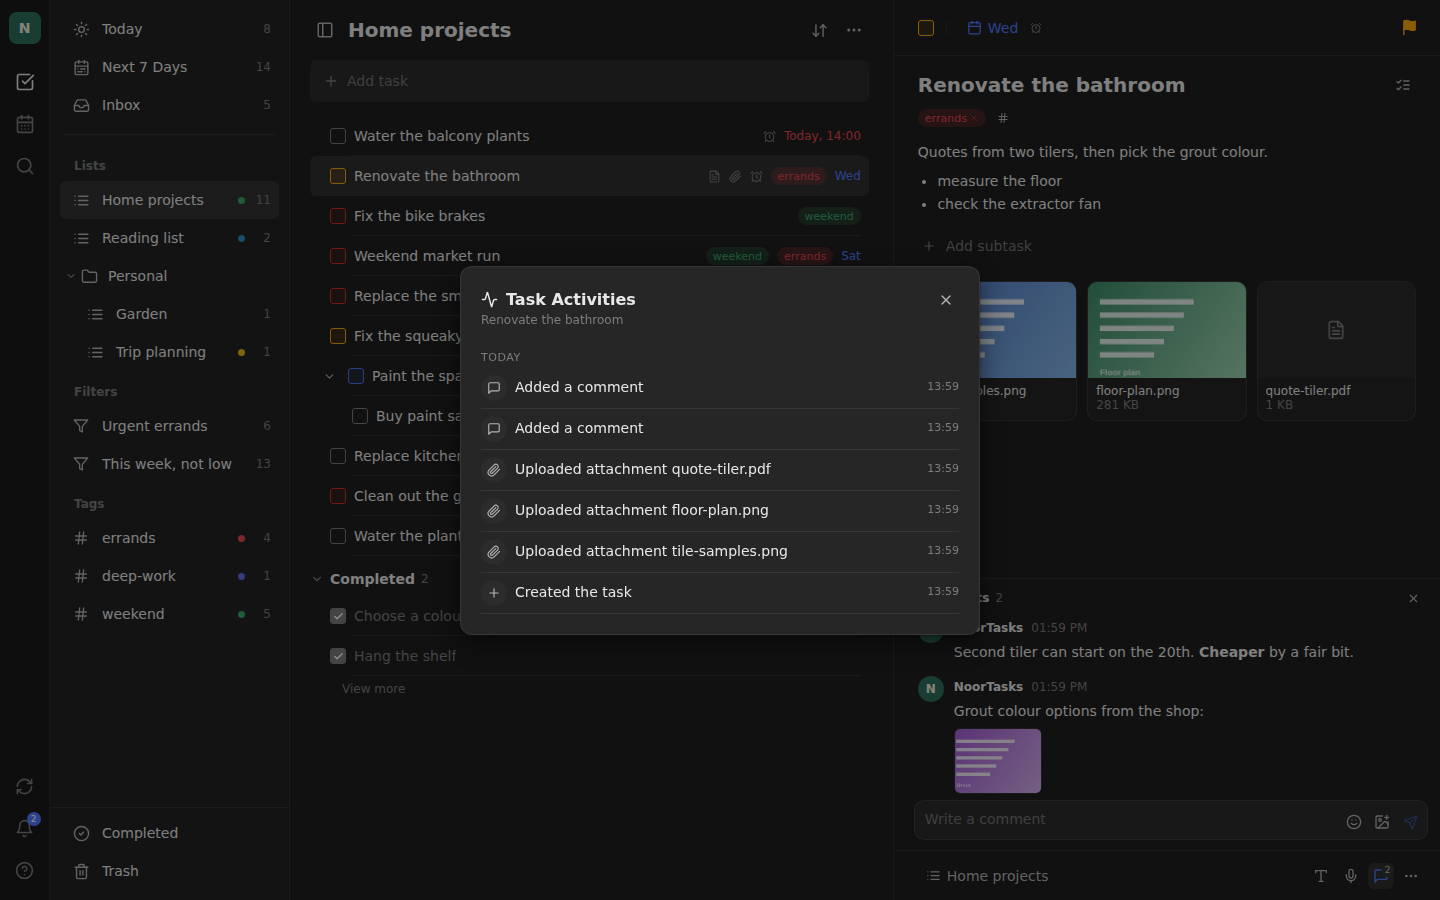 N
Today 8
Next 7 Days 14
Inbox 5
Lists
Home projects 11
Reading list 2
Personal
Garden 1
Trip planning 1
Filters
Urgent errands 6
This week, not low 13
Tags
errands 4
deep-work 1
weekend 5
2
Completed
Trash
Home projects
Add task
Water the balcony plants Today, 14:00
Renovate the bathroom errands Wed
Fix the bike brakes weekend
Weekend market run weekend errands Sat
Replace the
Fix the squeaky
Paint the
Buy paint
Replace
Clean out the
Water the
Completed 2
Choose a
Hang the shelf
View more
Task Activities
Renovate the bathroom
TODAY
Added a comment 13:59
Added a comment 13:59
Uploaded attachment quote-tiler.pdf 13:59
Uploaded attachment floor-plan.png 13:59
Uploaded attachment tile-samples.png 13:59
Created the task 13:59
Wed
Renovate the bathroom
errands ×
#
Quotes from two tilers, then pick the grout colour.
• measure the floor
• check the extractor fan
Add subtask
Floor plan
floor-plan.png
281 KB
quote-tiler.pdf
1 KB
2
01:59 PM
Second tiler can start on the 20th. Cheaper by a fair bit.
N
NoorTasks 01:59 PM
Grout colour options from the shop:
Write a comment
Home projects
2